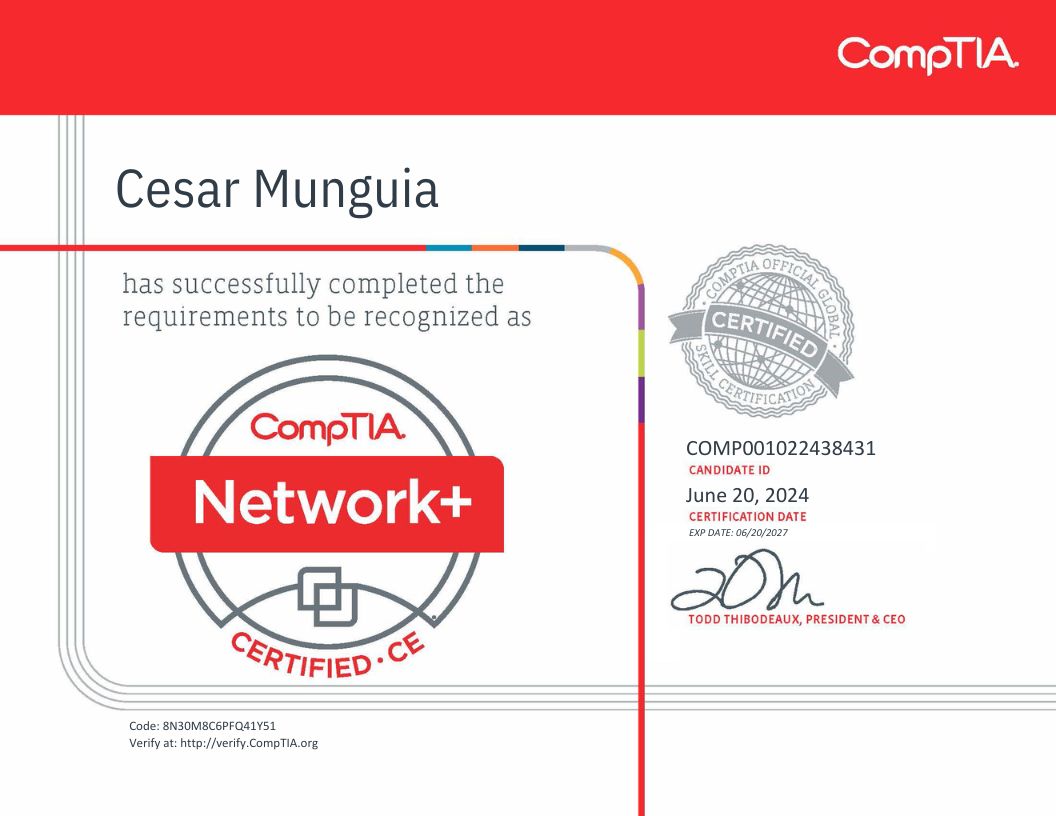 CompTIA.
Cesar Munguia
has successfully completed the
requirements to be recognized as
CompTIA.
Network+
CERTIFIED • CE
COMPTIA OFFICIAL GLOBAL
CERTIFIED
SKILL CERTIFICATION
COMP001022438431
CANDIDATE ID
June 20, 2024
CERTIFICATION DATE
EXP DATE: 06/20/2027
TODD THIBODEAUX, PRESIDENT & CEO
Code: 8N30M8C6PFQ41Y51
Verify at: http://verify.CompTIA.org